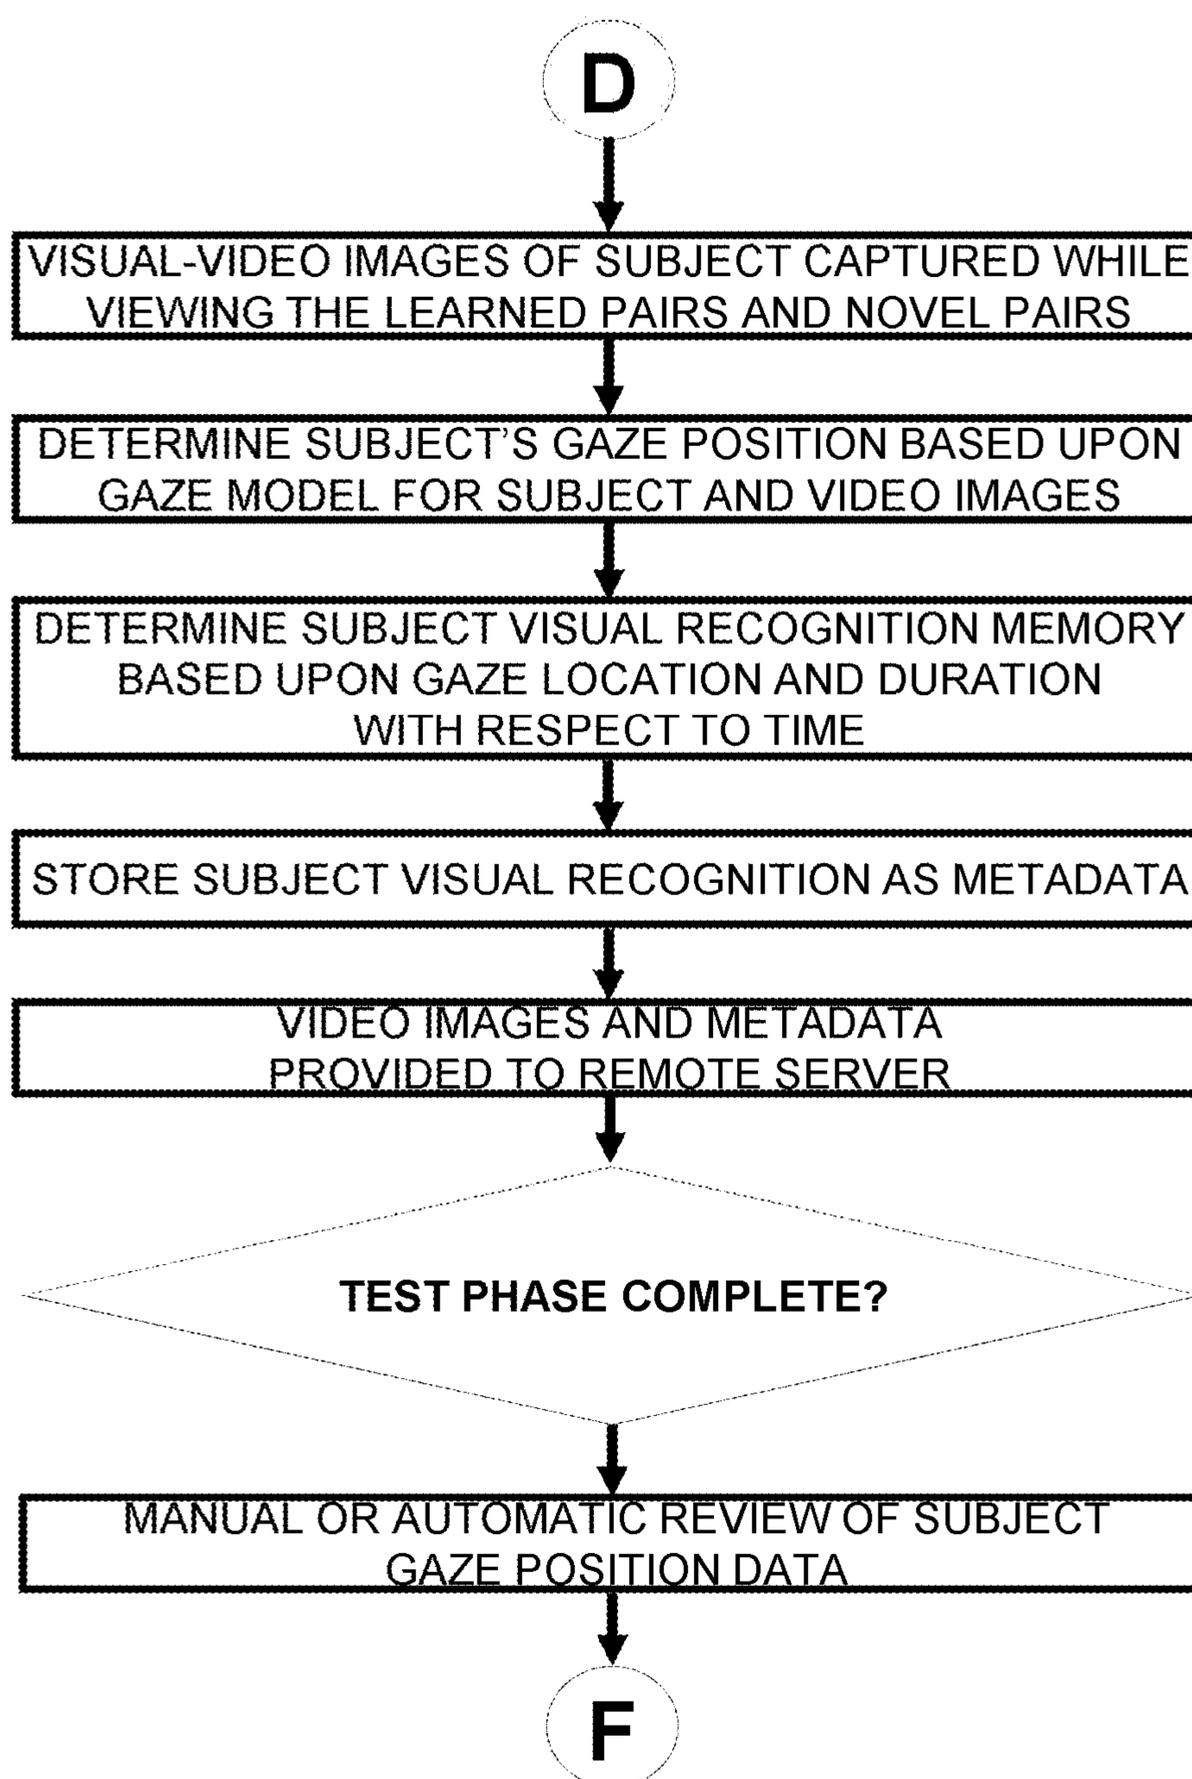 D
VISUAL-VIDEO IMAGES OF SUBJECT CAPTURED WHILE
VIEWING THE LEARNED PAIRS AND NOVEL PAIRS
DETERMINE SUBJECT'S GAZE POSITION BASED UPON
GAZE MODEL FOR SUBJECT AND VIDEO IMAGES
DETERMINE SUBJECT VISUAL RECOGNITION MEMORY
BASED UPON GAZE LOCATION AND DURATION
WITH RESPECT TO TIME
STORE SUBJECT VISUAL RECOGNITION AS METADATA
VIDEO IMAGES AND METADATA
PROVIDED TO REMOTE SERVER
TEST PHASE COMPLETE?
MANUAL OR AUTOMATIC REVIEW OF SUBJECT
GAZE POSITION DATA
F